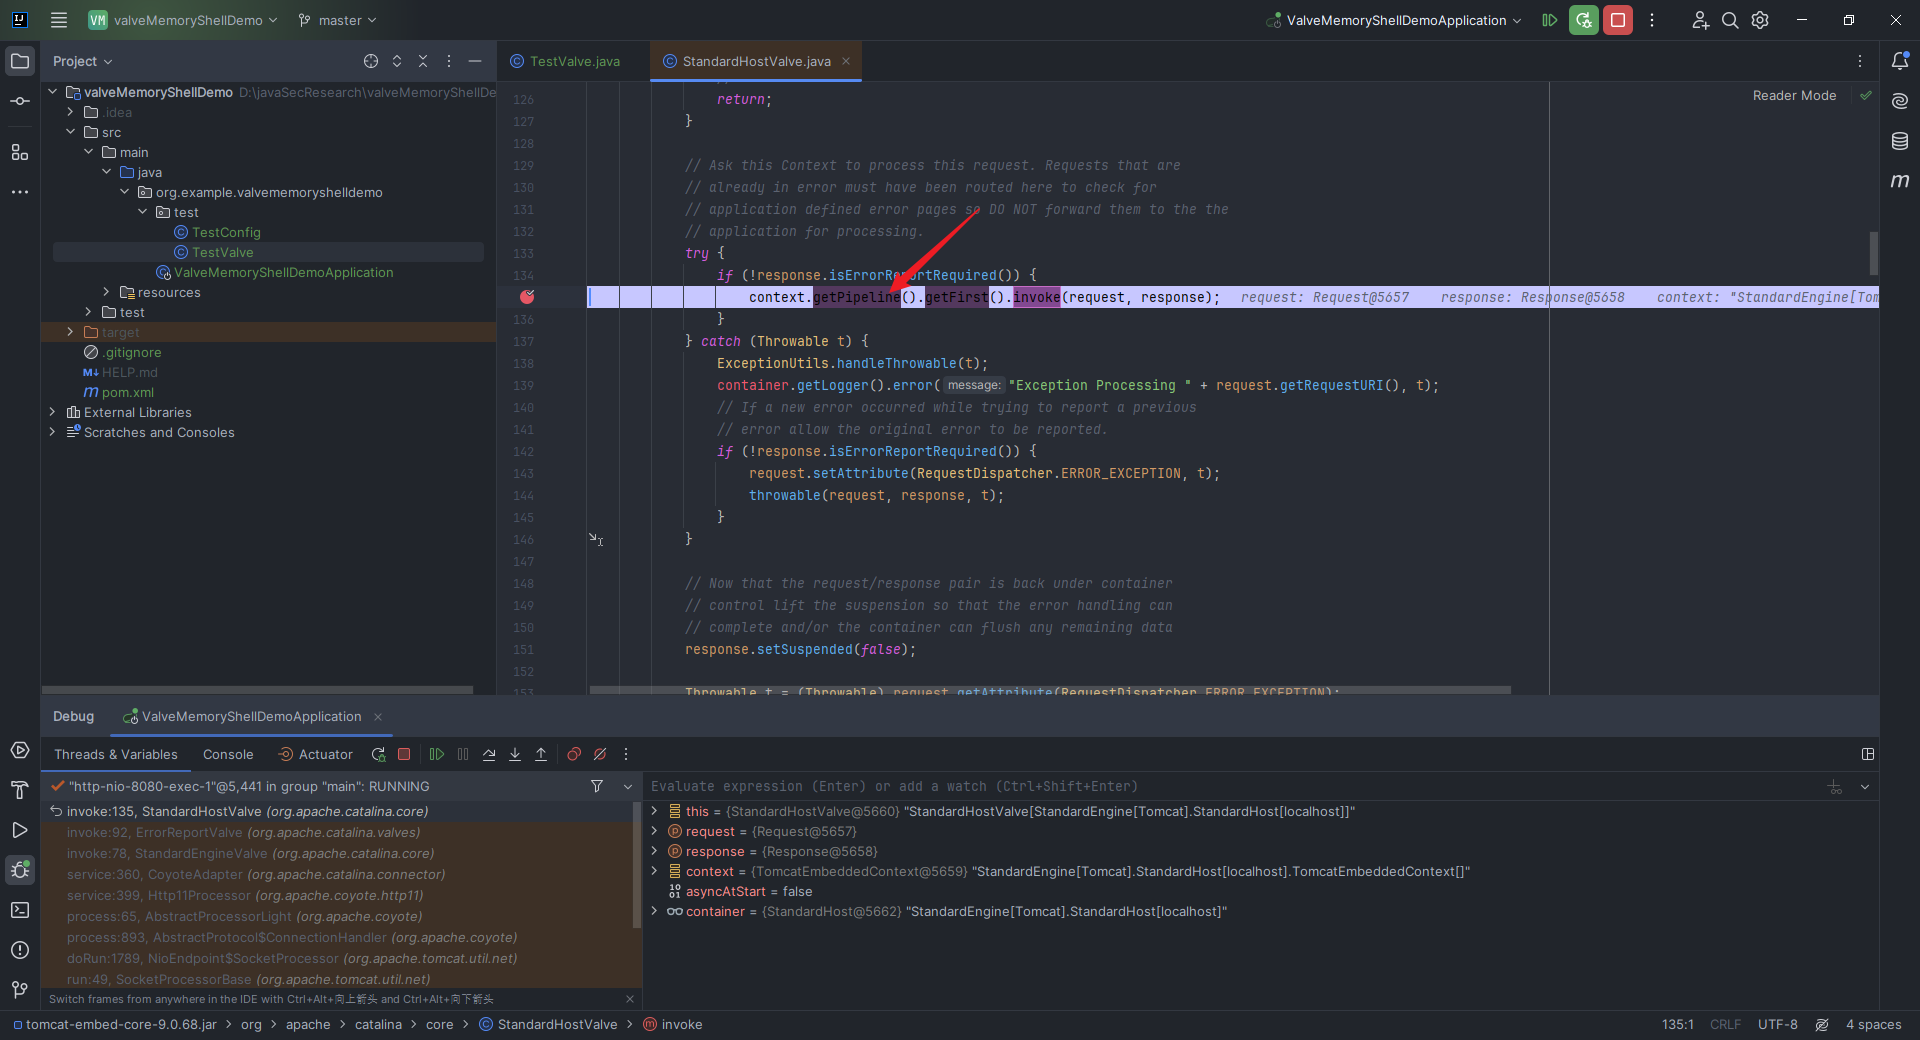 VM valveMemoryShellDemo master ValveMemoryShellDemoApplication
Project
TestValve.java
StandardHostValve.java
valveMemoryShellDemo D:\javaSecResearch\valveMemoryShellDe
.idea
src
main
java
org.example.valvememoryshelldemo
test
TestConfig
TestValve
ValveMemoryShellDemoApplication
resources
test
target
.gitignore
M↓ HELP.md
m pom.xml
External Libraries
Scratches and Consoles
Reader Mode
126 return;
127 }
128
129 // Ask this Context to process this request. Requests that are
130 // already in error must have been routed here to check for
131 // application defined error pages so DO NOT forward them to the the
132 // application for processing.
133 try {
134 if (!response.isErrorReportRequired()) {
context.getPipeline().getFirst().invoke(request, response); request: Request@5657 response: Response@5658 context: "StandardEngine[Tom
136 }
137 } catch (Throwable t) {
138 ExceptionUtils.handleThrowable(t);
139 container.getLogger().error( message: "Exception Processing " + request.getRequestURI(), t);
140 // If a new error occurred while trying to report a previous
141 // error allow the original error to be reported.
142 if (!response.isErrorReportRequired()) {
143 request.setAttribute(RequestDispatcher.ERROR_EXCEPTION, t);
144 throwable(request, response, t);
145 }
146 }
147
148 // Now that the request/response pair is back under container
149 // control lift the suspension so that the error handling can
150 // complete and/or the container can flush any remaining data
151 response.setSuspended(false);
152
153 Throwable t = (Throwable) request.getAttribute(RequestDispatcher.ERROR_EXCEPTION);
m
Debug ValveMemoryShellDemoApplication
Threads & Variables Console Actuator
"http-nio-8080-exec-1"@5,441 in group "main": RUNNING
invoke:135, StandardHostValve (org.apache.catalina.core)
invoke:92, ErrorReportValve (org.apache.catalina.valves)
invoke:78, StandardEngineValve (org.apache.catalina.core)
service:360, CoyoteAdapter (org.apache.catalina.connector)
service:399, Http11Processor (org.apache.coyote.http11)
process:65, AbstractProcessorLight (org.apache.coyote)
process:893, AbstractProtocol$ConnectionHandler (org.apache.coyote)
doRun:1789, NioEndpoint$SocketProcessor (org.apache.tomcat.util.net)
run:49, SocketProcessorBase (org.apache.tomcat.util.net)
Switch frames from anywhere in the IDE with Ctrl+Alt+向上箭头 and Ctrl+Alt+向下箭头
Evaluate expression (Enter) or add a watch (Ctrl+Shift+Enter)
this = {StandardHostValve@5660} "StandardHostValve[StandardEngine[Tomcat].StandardHost[localhost]]"
request = {Request@5657}
response = {Response@5658}
context = {TomcatEmbeddedContext@5659} "StandardEngine[Tomcat].StandardHost[localhost].TomcatEmbeddedContext[]"
asyncAtStart = false
container = {StandardHost@5662} "StandardEngine[Tomcat].StandardHost[localhost]"
tomcat-embed-core-9.0.68.jar > org > apache > catalina > core > StandardHostValve > invoke
135:1 CRLF UTF-8 4 spaces